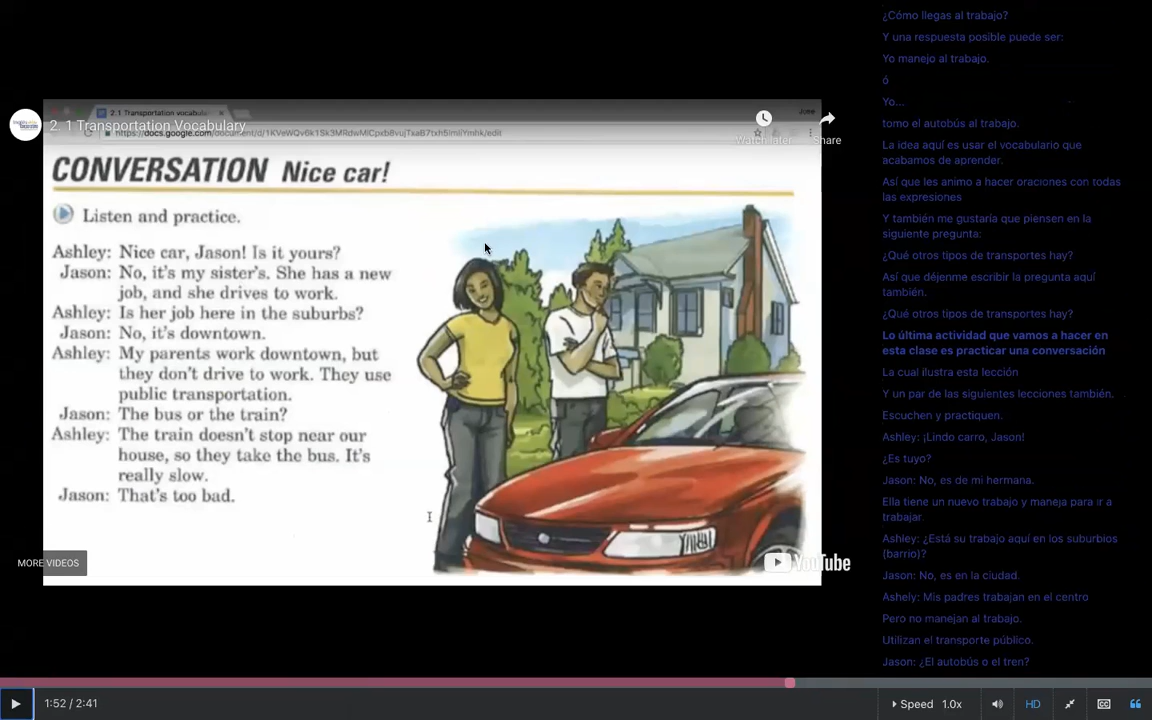 2. 1 Transportation vocabular
2. 1 Transportation Vocabulary
Watch later
Share
CONVERSATION Nice car!
Listen and practice.
Ashley: Nice car, Jason! Is it yours?
Jason: No, it's my sister's. She has a new
job, and she drives to work.
Ashley: Is her job here in the suburbs?
Jason: No, it's downtown.
Ashley: My parents work downtown, but
they don't drive to work. They use
public transportation.
Jason: The bus or the train?
Ashley: The train doesn't stop near our
house, so they take the bus. It's
really slow.
Jason: That's too bad.
MORE VIDEOS
YouTube
¿Cómo llegas al trabajo?
Y una respuesta posible puede ser:
Yo manejo al trabajo.
ó
Yo...
tomo el autobús al trabajo.
La idea aquí es usar el vocabulario que
acabamos de aprender.
Así que les animo a hacer oraciones con todas
las expresiones
Y también me gustaría que piensen en la
siguiente pregunta:
¿Qué otros tipos de transportes hay?
Así que déjenme escribir la pregunta aquí
también.
¿Qué otros tipos de transportes hay?
Lo última actividad que vamos a hacer en
esta clase es practicar una conversación
La cual ilustra esta lección
Y un par de las siguientes lecciones también.
Escuchen y practiquen.
Ashley: ¡Lindo carro, Jason!
¿Es tuyo?
Jason: No, es de mi hermana.
Ella tiene un nuevo trabajo y maneja para ir a
trabajar.
Ashley: ¿Está su trabajo aquí en los suburbios
(barrio)?
Jason: No, es en la ciudad.
Ashely: Mis padres trabajan en el centro
Pero no manejan al trabajo.
Utilizan el transporte público.
Jason: ¿El autobús o el tren?
1:52 / 2:41
Speed 1.0x
HD
CC